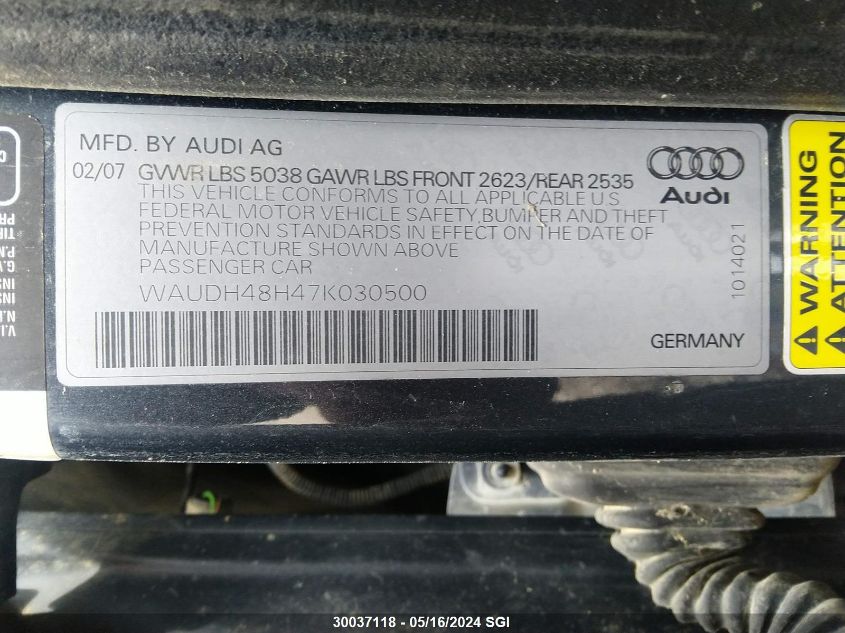 MFD. BY AUDI AG
02/07 GVWR LBS 5038 GAWR LBS FRONT 2623/REAR 2535
THIS VEHICLE CONFORMS TO ALL APPLICABLE U.S
FEDERAL MOTOR VEHICLE SAFETY, BUMPER AND THEFT
PREVENTION STANDARDS IN EFFECT ON THE DATE OF
MANUFACTURE SHOWN ABOVE
PASSENGER CAR
WAUDH48H47K030500
GERMANY
Audi
1014021
WARNING
ATTENTION
30037118 - 05/16/2024 SGI